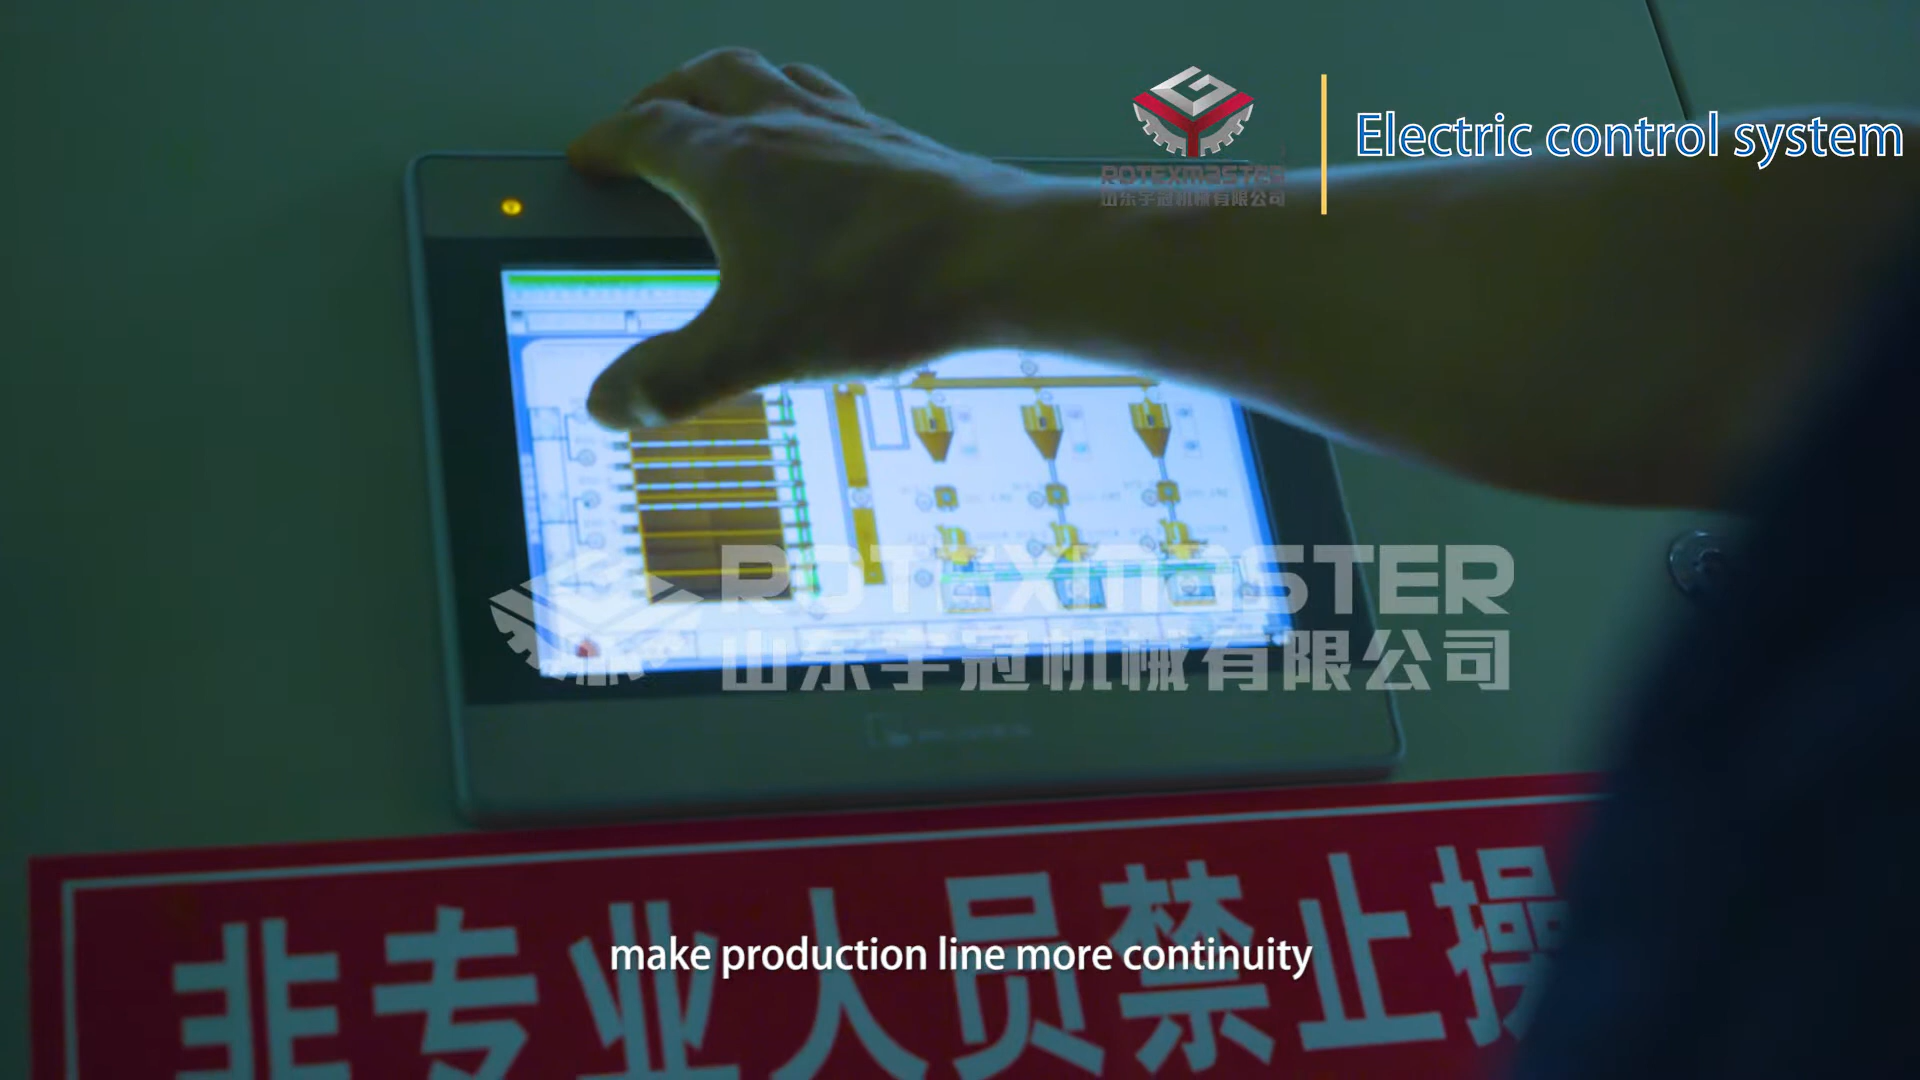 ROTEXMASTER
山东宇冠机械有限公司
Electric control system
ROTEXMASTER
山东宇冠机械有限公司
非专业人员禁止操
make production line more continuity